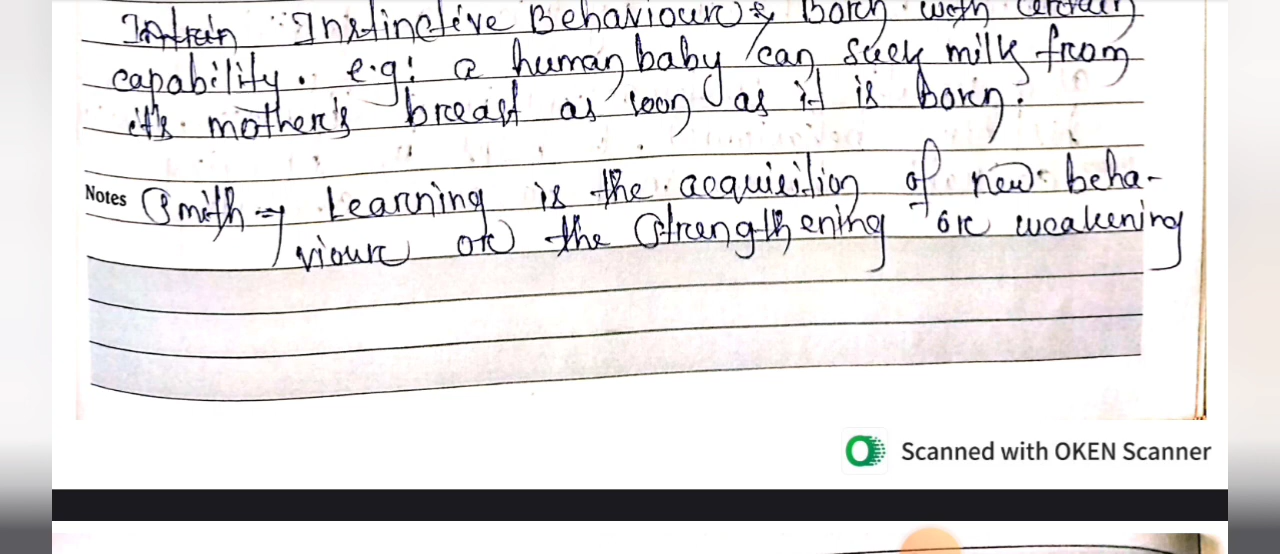 Instinctive Behaviour & Born with certain
capability. e.g: a human baby can suck milk from
it's mother's breast as soon as it is born.
Notes Smith → Learning is the acquisition of new beha-
viour or the strengthening or weakening
Scanned with OKEN Scanner